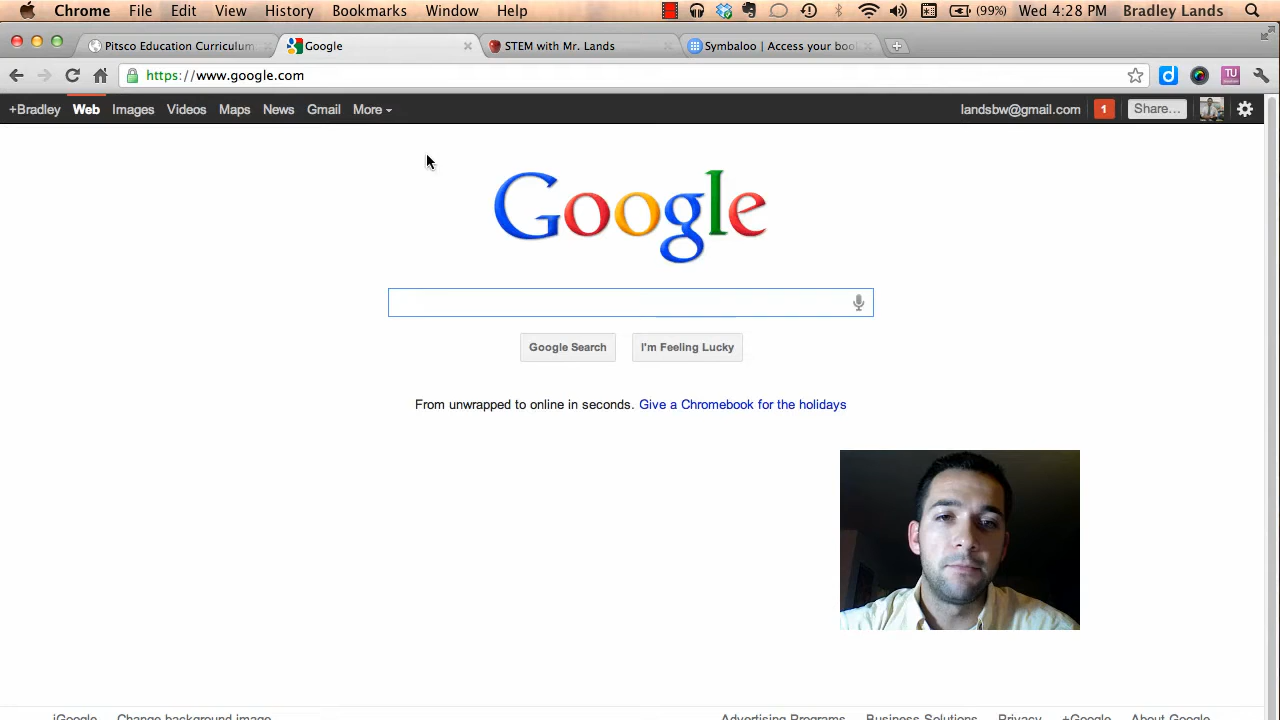 Chrome File Edit View History Bookmarks Window Help (99%) Wed 4:28 PM Bradley Lands
Pitsco Education Curriculum Google STEM with Mr. Lands Symbaloo | Access your book
https://www.google.com
+Bradley Web Images Videos Maps News Gmail More landsbw@gmail.com 1 Share...
Google
Google Search I'm Feeling Lucky
From unwrapped to online in seconds. Give a Chromebook for the holidays
iGoogle Change background image Advertising Programs Business Solutions Privacy +Google About Google